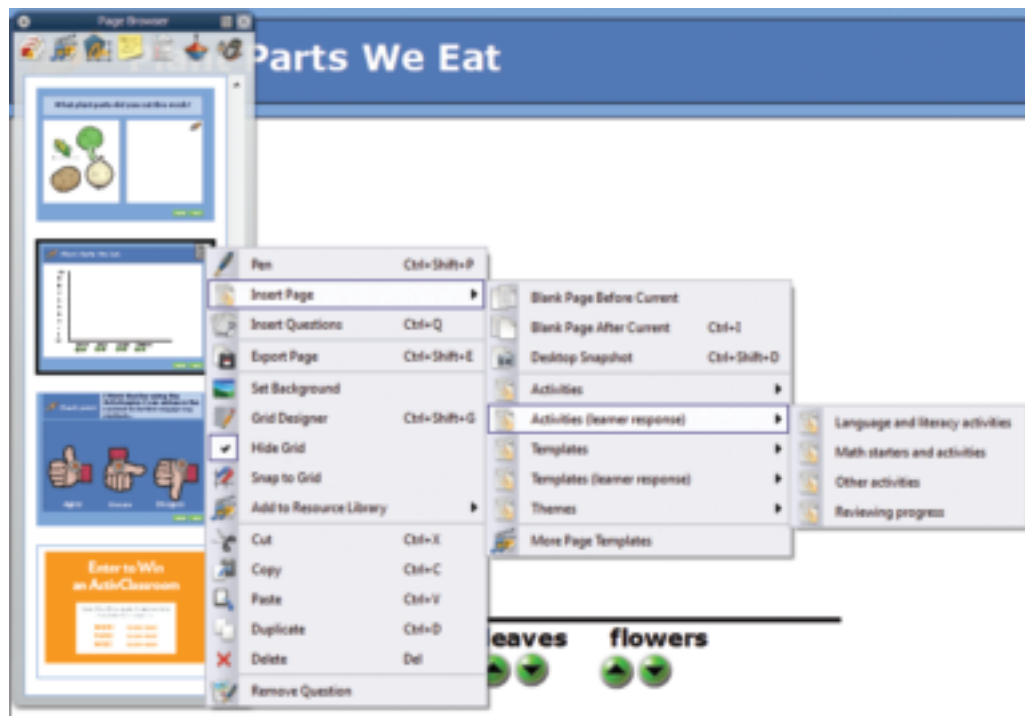 Page Browser
Parts We Eat
What plant parts did you eat this week?
Plant Parts We Eat
Enter to Win
an ActivClassroom
Pen Ctrl+Shift+P
Insert Page
Insert Questions Ctrl+Q
Export Page Ctrl+Shift+E
Set Background
Grid Designer Ctrl+Shift+G
Hide Grid
Snap to Grid
Add to Resource Library
Cut Ctrl+X
Copy Ctrl+C
Paste Ctrl+V
Duplicate Ctrl+D
Delete Del
Remove Question
Blank Page Before Current
Blank Page After Current Ctrl+I
Desktop Snapshot Ctrl+Shift+D
Activities
Activities (learner response)
Templates
Templates (learner response)
Themes
More Page Templates
Language and literacy activities
Math starters and activities
Other activities
Reviewing progress
eaves flowers